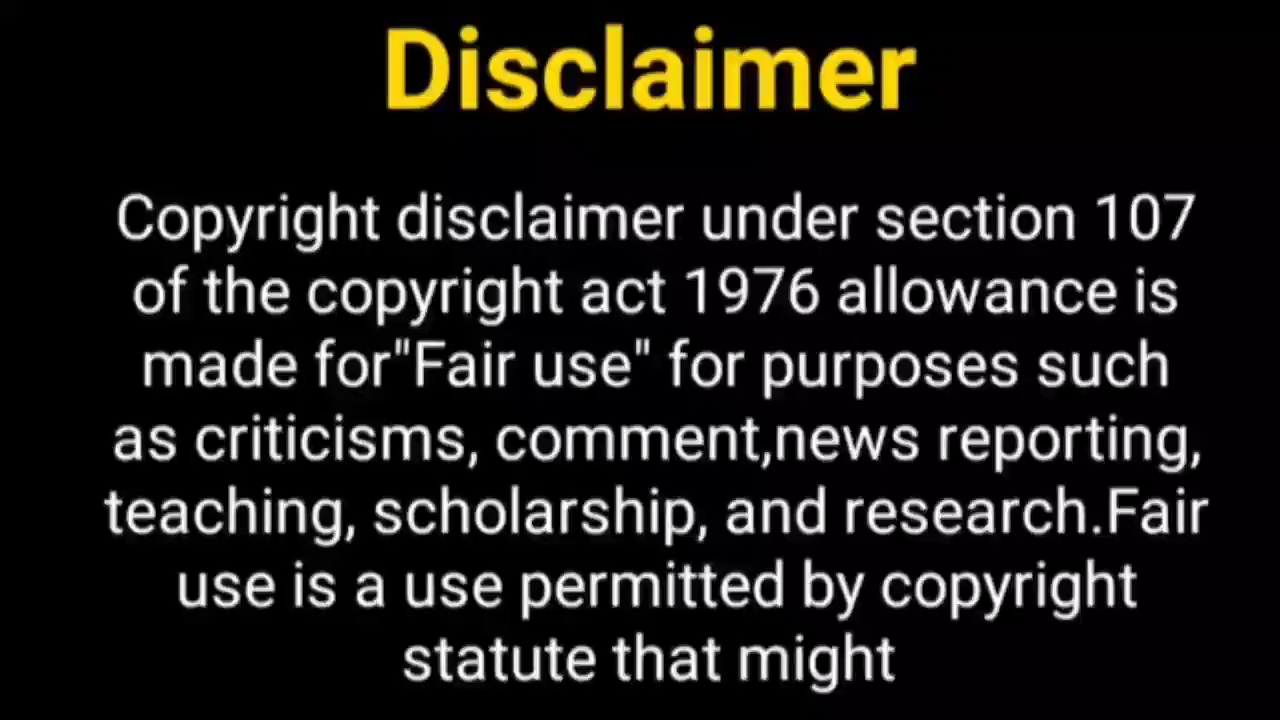 Disclaimer
Copyright disclaimer under section 107
of the copyright act 1976 allowance is
made for"Fair use" for purposes such
as criticisms, comment,news reporting,
teaching, scholarship, and research.Fair
use is a use permitted by copyright
statute that might